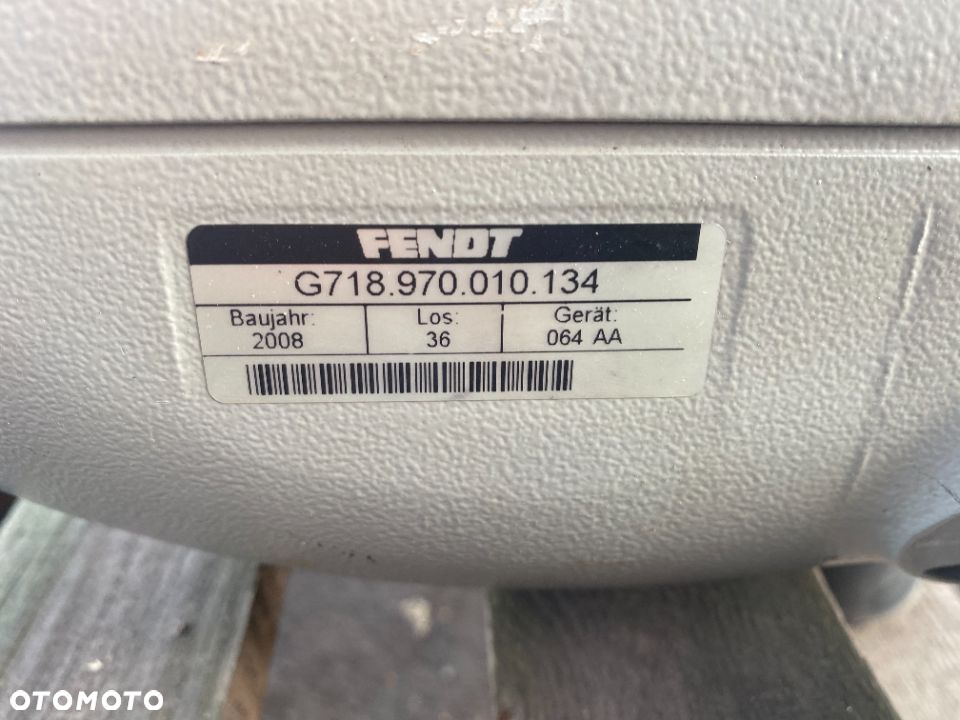 FENDT
G718.970.010.134
Baujahr: Los: Gerät:
2008 36 064 AA
OTOMOTO